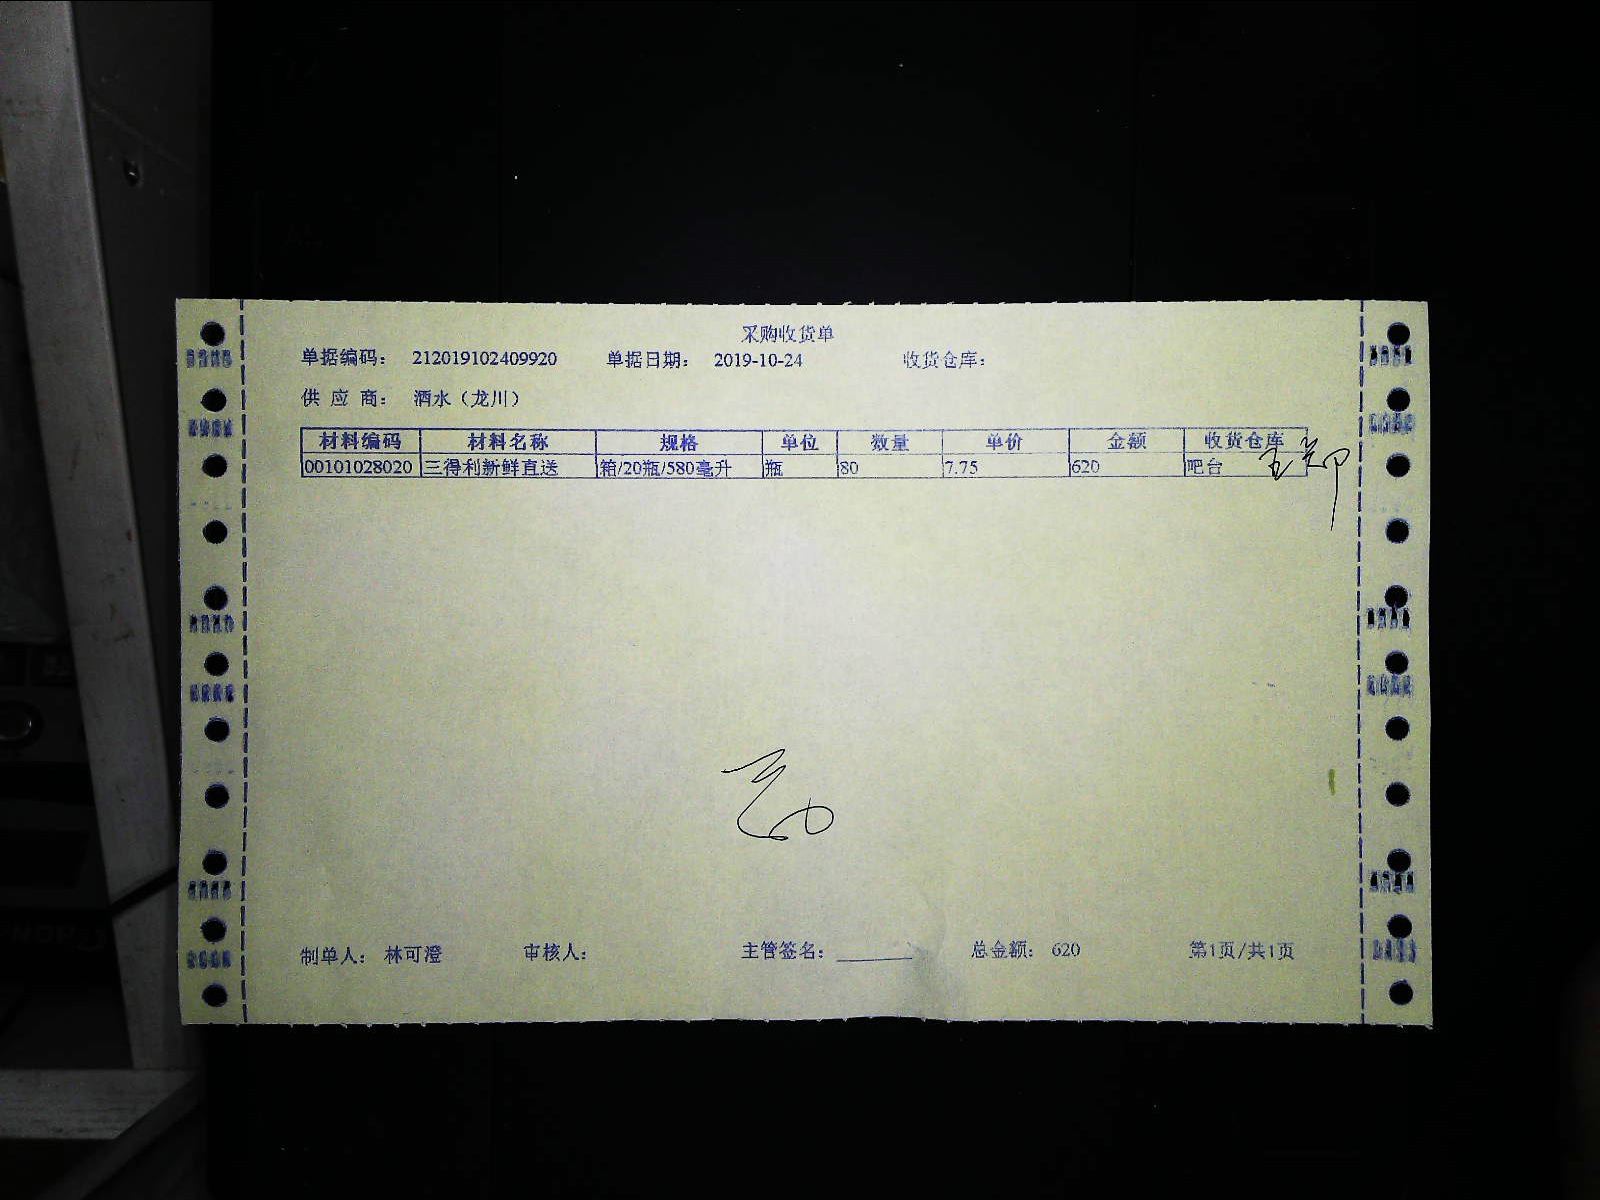 采购收货单
单据编码： 212019102409920 单据日期： 2019-10-24 收货仓库：
供 应 商： 酒水（龙川）
材料编码 材料名称 规格 单位 数量 单价 金额 收货仓库
00101028020 三得利新鲜直送 箱/20瓶/580毫升 瓶 80 7.75 620 吧台
制单人： 林可澄 审核人： 主管签名： 总金额： 620 第1页/共1页